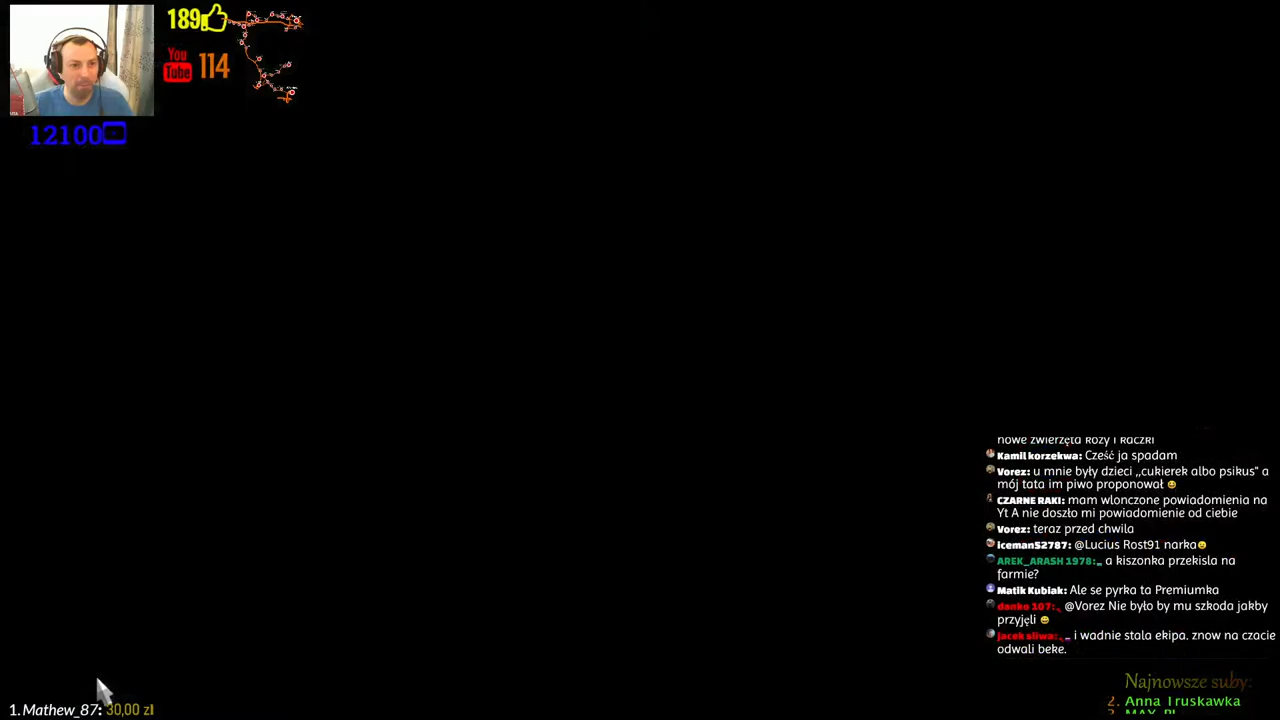 189
You
Tube 114
12100
nowe zwierzęta kozy i kaczki
Kamil korzekwa: Cześć ja spadam
Vorez: u mnie były dzieci ,,cukierek albo psikus" a
mój tata im piwo proponował
CZARNE RAKI: mam wlonczone powiadomienia na
Yt A nie doszło mi powiadomienie od ciebie
Vorez: teraz przed chwila
iceman52787: @Lucius Rost91 narka
AREK_ARASH 1978: a kiszonka przekisla na
farmie?
Matik Kubiak: Ale se pyrka ta Premiumka
danko 107: @Vorez Nie było by mu szkoda jakby
przyjęli
jacek sliwa: i wadnie stala ekipa. znow na czacie
odwali beke.
Najnowsze suby:
2. Anna Truskawka
1.Mathew_87: 30,00 zł